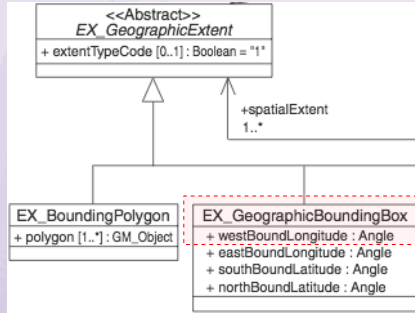 <<Abstract>>
EX_GeographicExtent
+ extentTypeCode [0..1] : Boolean = "1"
+spatialExtent
1..*
EX_BoundingPolygon
+ polygon [1..*] : GM_Object
EX_GeographicBoundingBox
+ westBoundLongitude : Angle
+ eastBoundLongitude : Angle
+ southBoundLatitude : Angle
+ northBoundLatitude : Angle